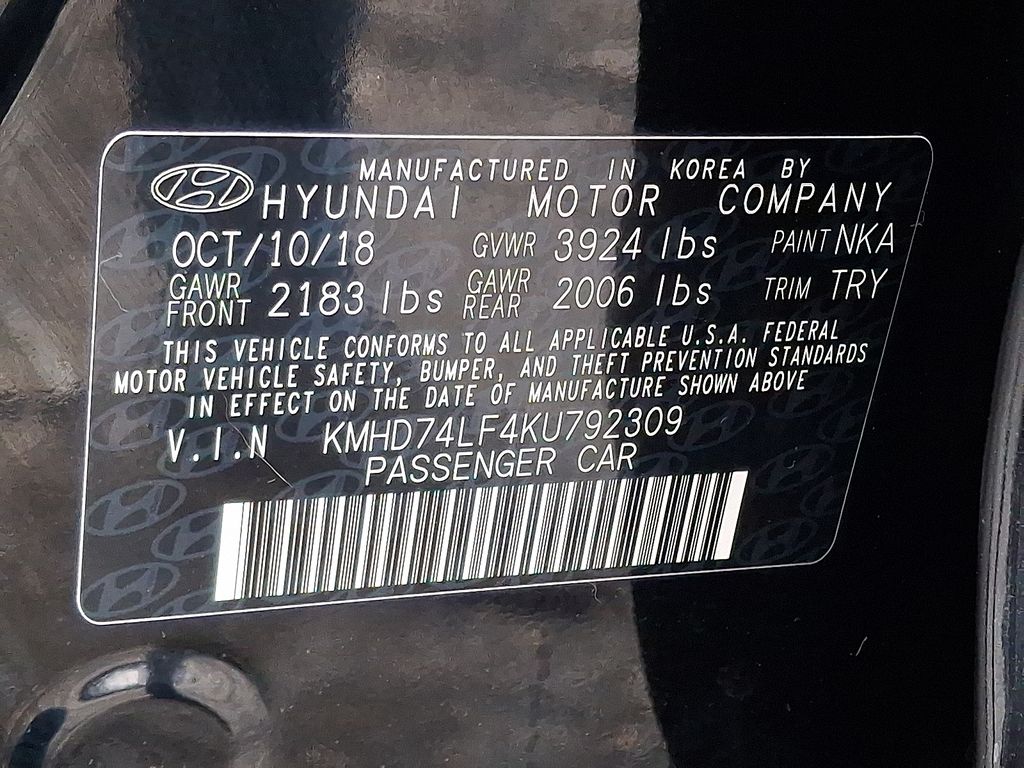 MANUFACTURED IN KOREA BY
HYUNDAI MOTOR COMPANY
OCT/10/18 GVWR 3924 lbs PAINT NKA
GAWR FRONT 2183 lbs GAWR REAR 2006 lbs TRIM TRY
THIS VEHICLE CONFORMS TO ALL APPLICABLE U.S.A. FEDERAL
MOTOR VEHICLE SAFETY, BUMPER, AND THEFT PREVENTION STANDARDS
IN EFFECT ON THE DATE OF MANUFACTURE SHOWN ABOVE
V.I.N KMHD74LF4KU792309
PASSENGER CAR